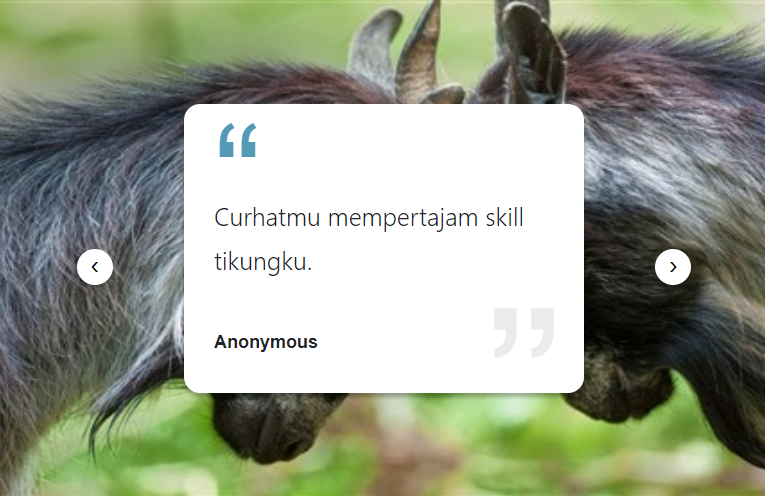 “
Curhatmu mempertajam skill
tikungku.
Anonymous
”